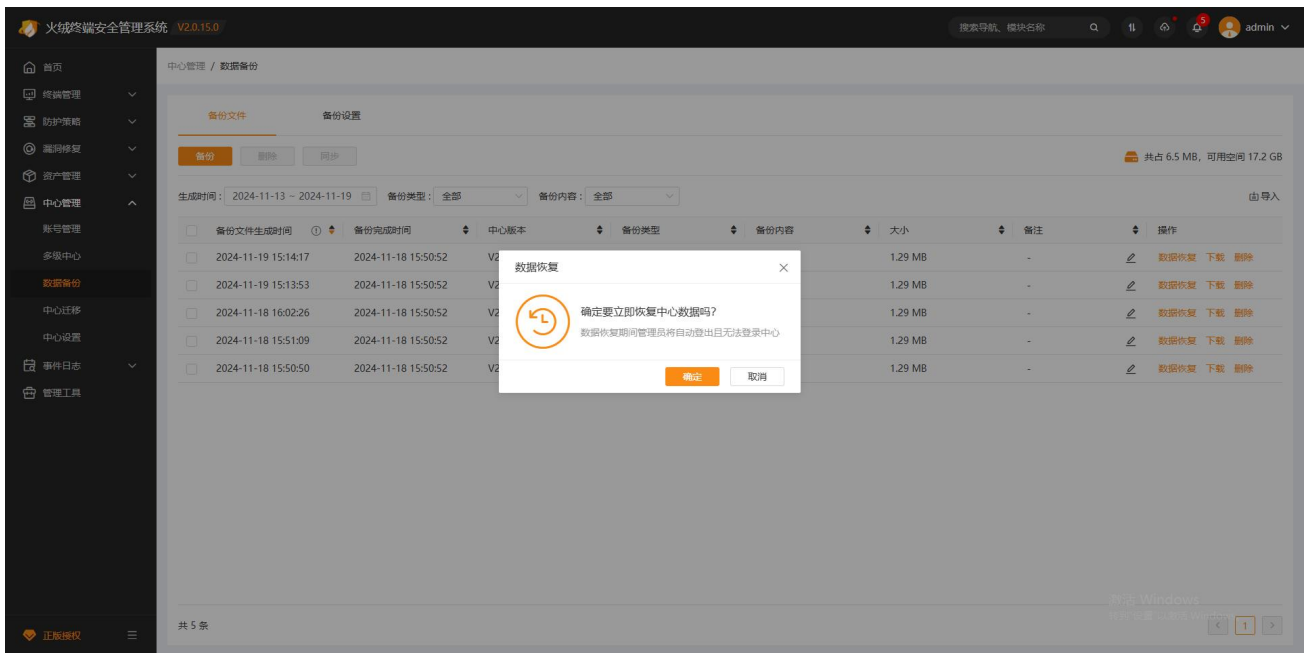 火绒终端安全管理系统 V2.0.15.0 搜索导航、模块名称 5 admin
首页
终端管理
防护策略
漏洞修复
资产管理
中心管理
账号管理
多级中心
数据备份
中心迁移
中心设置
事件日志
管理工具
正版授权
中心管理 / 数据备份
备份文件 备份设置
备份 删除 同步 共占 6.5 MB，可用空间 17.2 GB
生成时间： 2024-11-13 ~ 2024-11-19 备份类型： 全部 备份内容： 全部 导入
备份文件生成时间 备份完成时间 中心版本 备份类型 备份内容 大小 备注 操作
2024-11-19 15:14:17 2024-11-18 15:50:52 V2 1.29 MB - 数据恢复 下载 删除
2024-11-19 15:13:53 2024-11-18 15:50:52 V2 1.29 MB - 数据恢复 下载 删除
2024-11-18 16:02:26 2024-11-18 15:50:52 V2 1.29 MB - 数据恢复 下载 删除
2024-11-18 15:51:09 2024-11-18 15:50:52 V2 1.29 MB - 数据恢复 下载 删除
2024-11-18 15:50:50 2024-11-18 15:50:52 V2 1.29 MB - 数据恢复 下载 删除
数据恢复
确定要立即恢复中心数据吗?
数据恢复期间管理员将自动登出且无法登录中心
确定 取消
激活 Windows
共 5 条 1